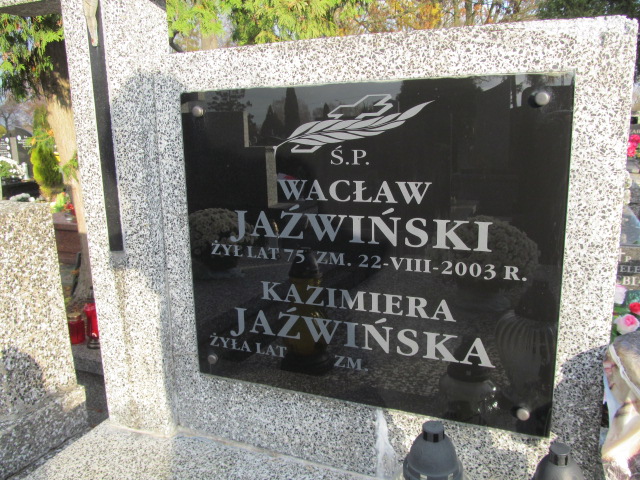 Ś.P.
WACŁAW
JAŹWIŃSKI
ŻYŁ LAT 75 ZM. 22-VIII-2003 R.
KAZIMIERA
JAŹWIŃSKA
ŻYŁA LAT ZM.